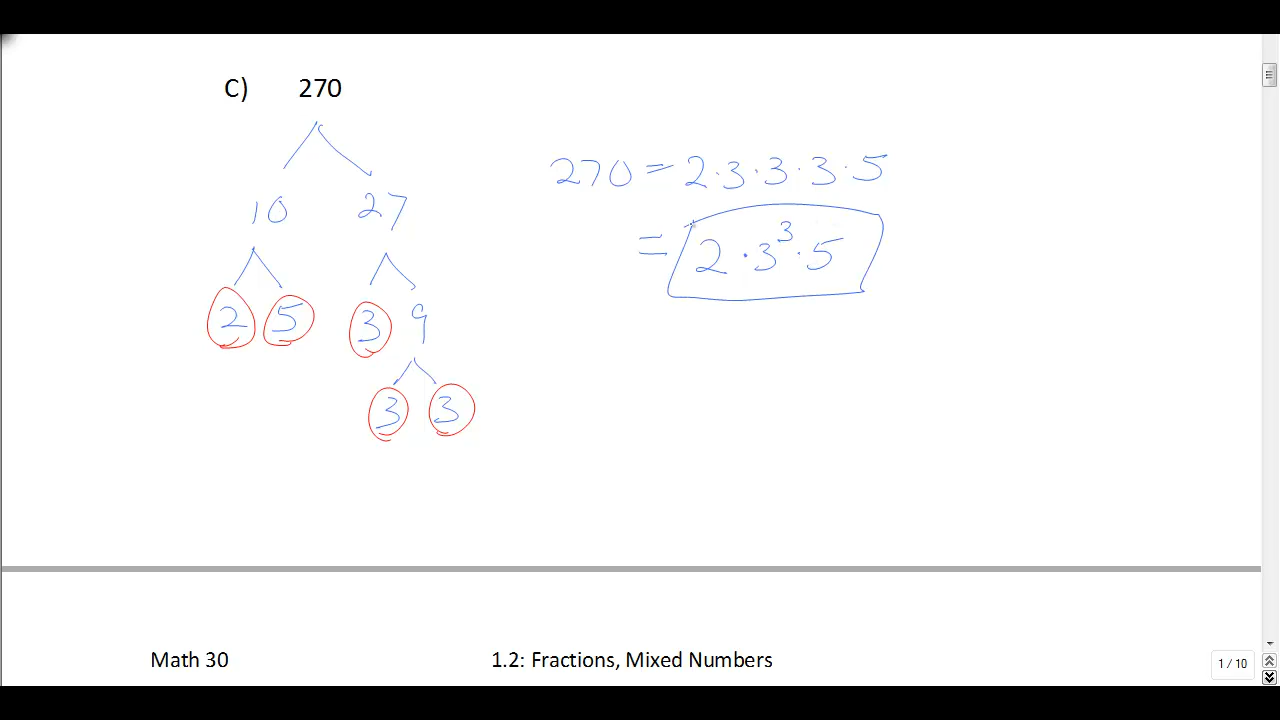 C) 270
270 = 2·3·3·3·5
10 27
= 2·3³·5
2 5 3 9
3 3
Math 30 1.2: Fractions, Mixed Numbers
1 / 10